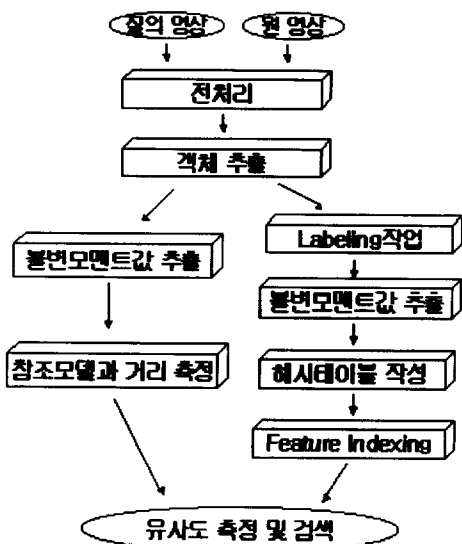 질의 영상
원 영상
전처리
객체 추출
Labeling작업
불변모멘트값 추출
불변모멘트값 추출
참조모델과 거리 측정
해시테이블 작성
Feature Indexing
유사도 측정 및 검색